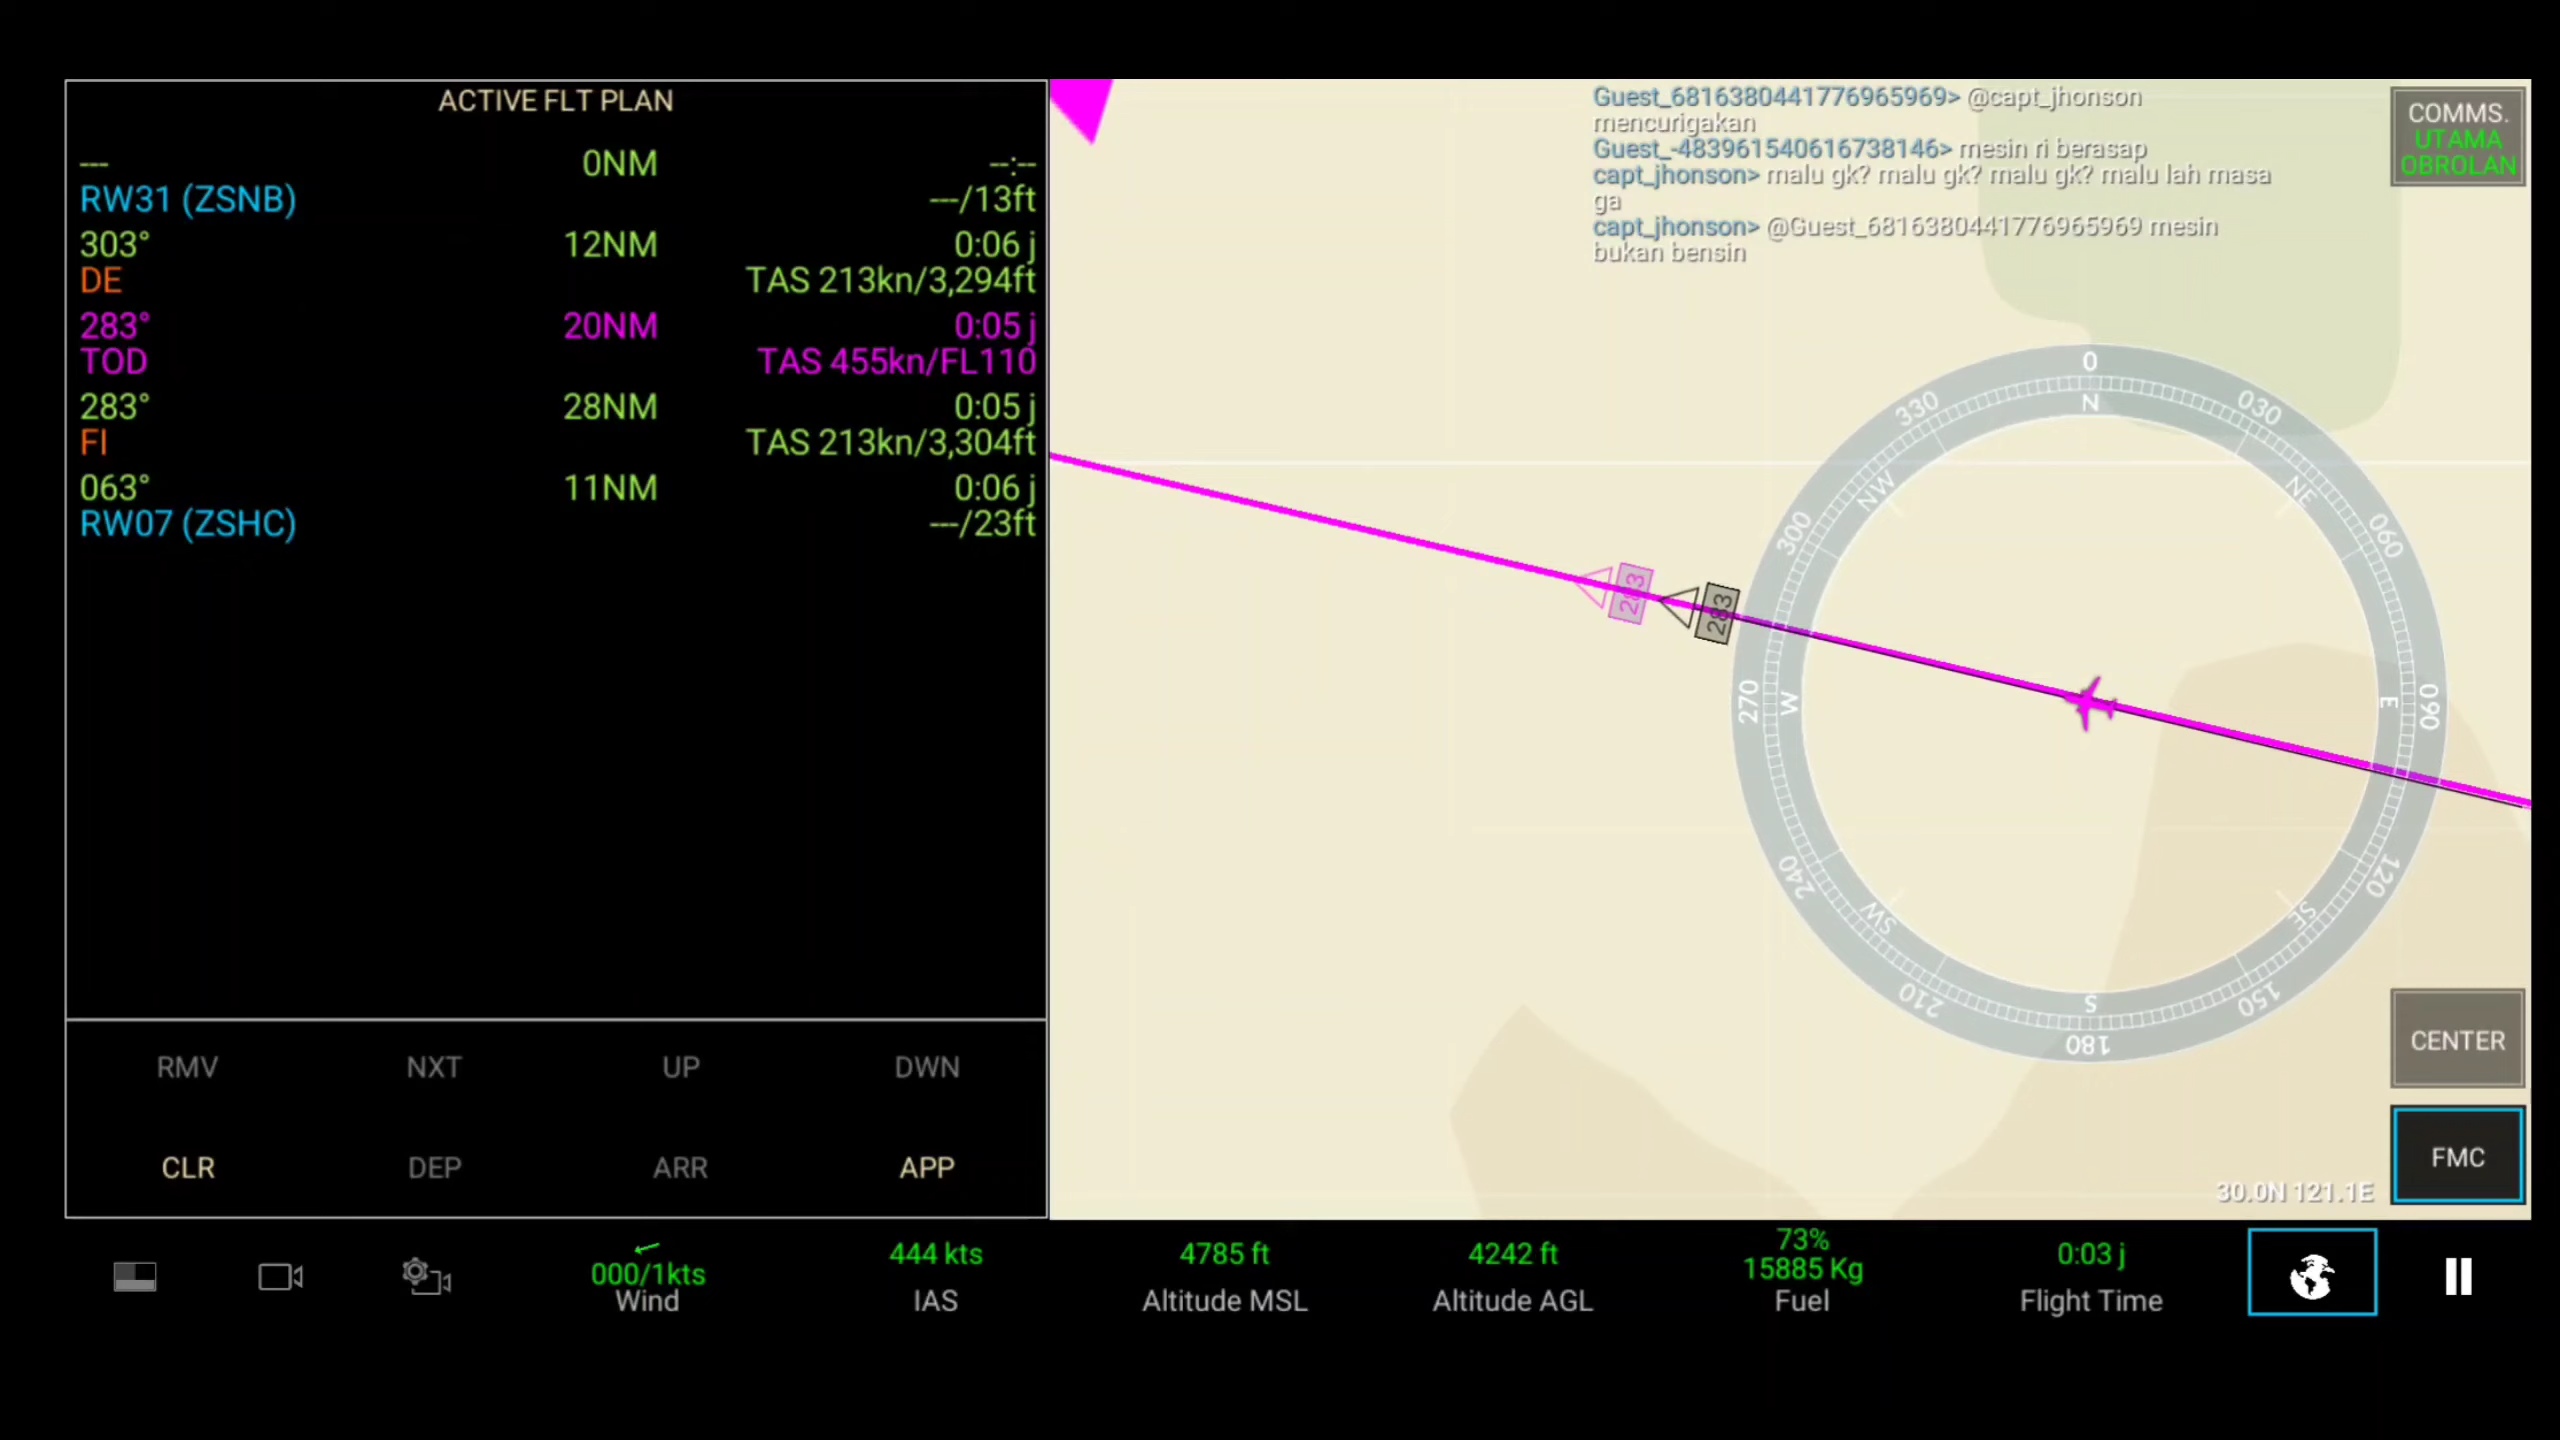 ACTIVE FLT PLAN
--- 0NM --:--
RW31 (ZSNB) ---/13ft
303° 12NM 0:06 j
DE TAS 213kn/3,294ft
283° 20NM 0:05 j
TOD TAS 455kn/FL110
283° 28NM 0:05 j
FI TAS 213kn/3,304ft
063° 11NM 0:06 j
RW07 (ZSHC) ---/23ft
RMV NXT UP DWN
CLR DEP ARR APP
Guest_6816380441776965969> @capt_jhonson
mencurigakan
Guest_-483961540616738146> mesin ri berasap
capt_jhonson> malu gk? malu gk? malu gk? malu lah masa
ga
capt_jhonson> @Guest_6816380441776965969 mesin
bukan bensin
COMMS.
UTAMA
OBROLAN
0
N
030
NE
060
E
090
120
SE
150
S
180
210
SW
240
W
270
300
NW
330
283
283
CENTER
FMC
30.0N 121.1E
000/1kts
Wind
444 kts
IAS
4785 ft
Altitude MSL
4242 ft
Altitude AGL
73%
15885 Kg
Fuel
0:03 j
Flight Time